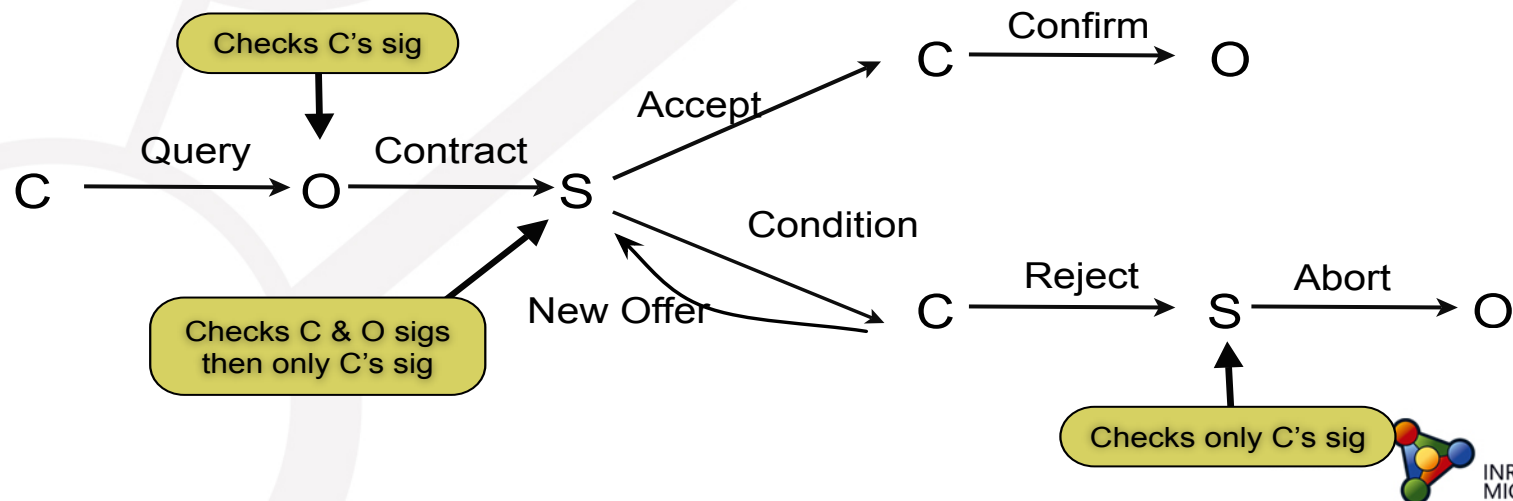 Checks C's sig
C
Confirm
O
Accept
Query
Contract
C
O
S
Condition
New Offer
Reject
Abort
C
S
O
Checks C & O sigs
then only C's sig
Checks only C's sig